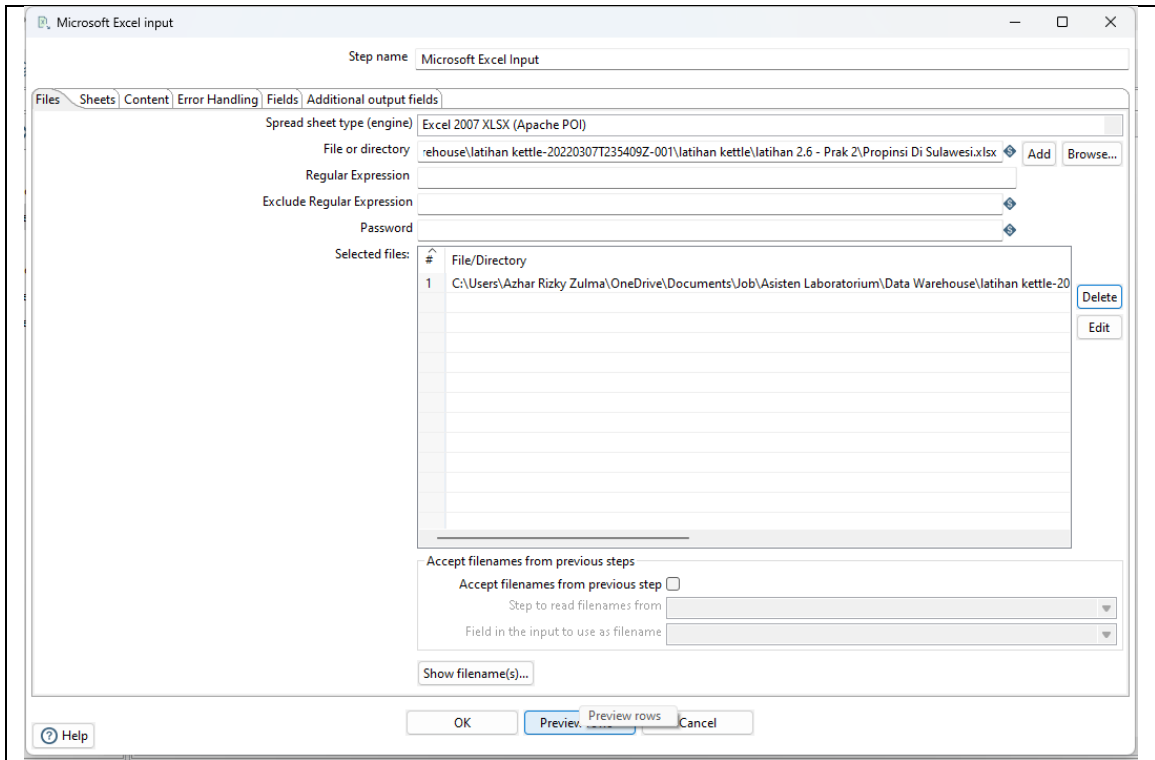 Microsoft Excel input
Step name Microsoft Excel Input
Files Sheets Content Error Handling Fields Additional output fields
Spread sheet type (engine) Excel 2007 XLSX (Apache POI)
File or directory rehouse\latihan kettle-20220307T235409Z-001\latihan kettle\latihan 2.6 - Prak 2\Propinsi Di Sulawesi.xlsx Add Browse...
Regular Expression
Exclude Regular Expression
Password
Selected files: # File/Directory
1 C:\Users\Azhar Rizky Zulma\OneDrive\Documents\Job\Asisten Laboratorium\Data Warehouse\latihan kettle-20
Delete
Edit
Accept filenames from previous steps
Accept filenames from previous step
Step to read filenames from
Field in the input to use as filename
Show filename(s)...
OK Preview rows Cancel
Preview rows
Help